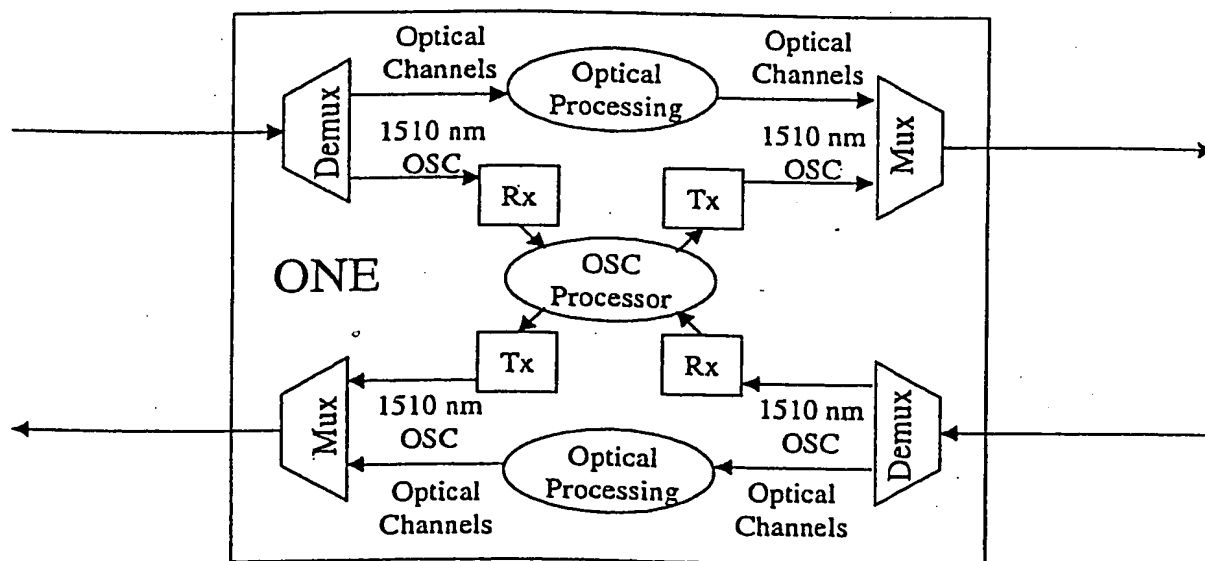 Optical
Channels
Optical
Processing
Optical
Channels
Demux
1510 nm
OSC
1510 nm
OSC
Mux
Rx
Tx
ONE
OSC
Processor
Tx
Rx
Mux
1510 nm
OSC
1510 nm
OSC
Demux
Optical
Processing
Optical
Channels
Optical
Channels